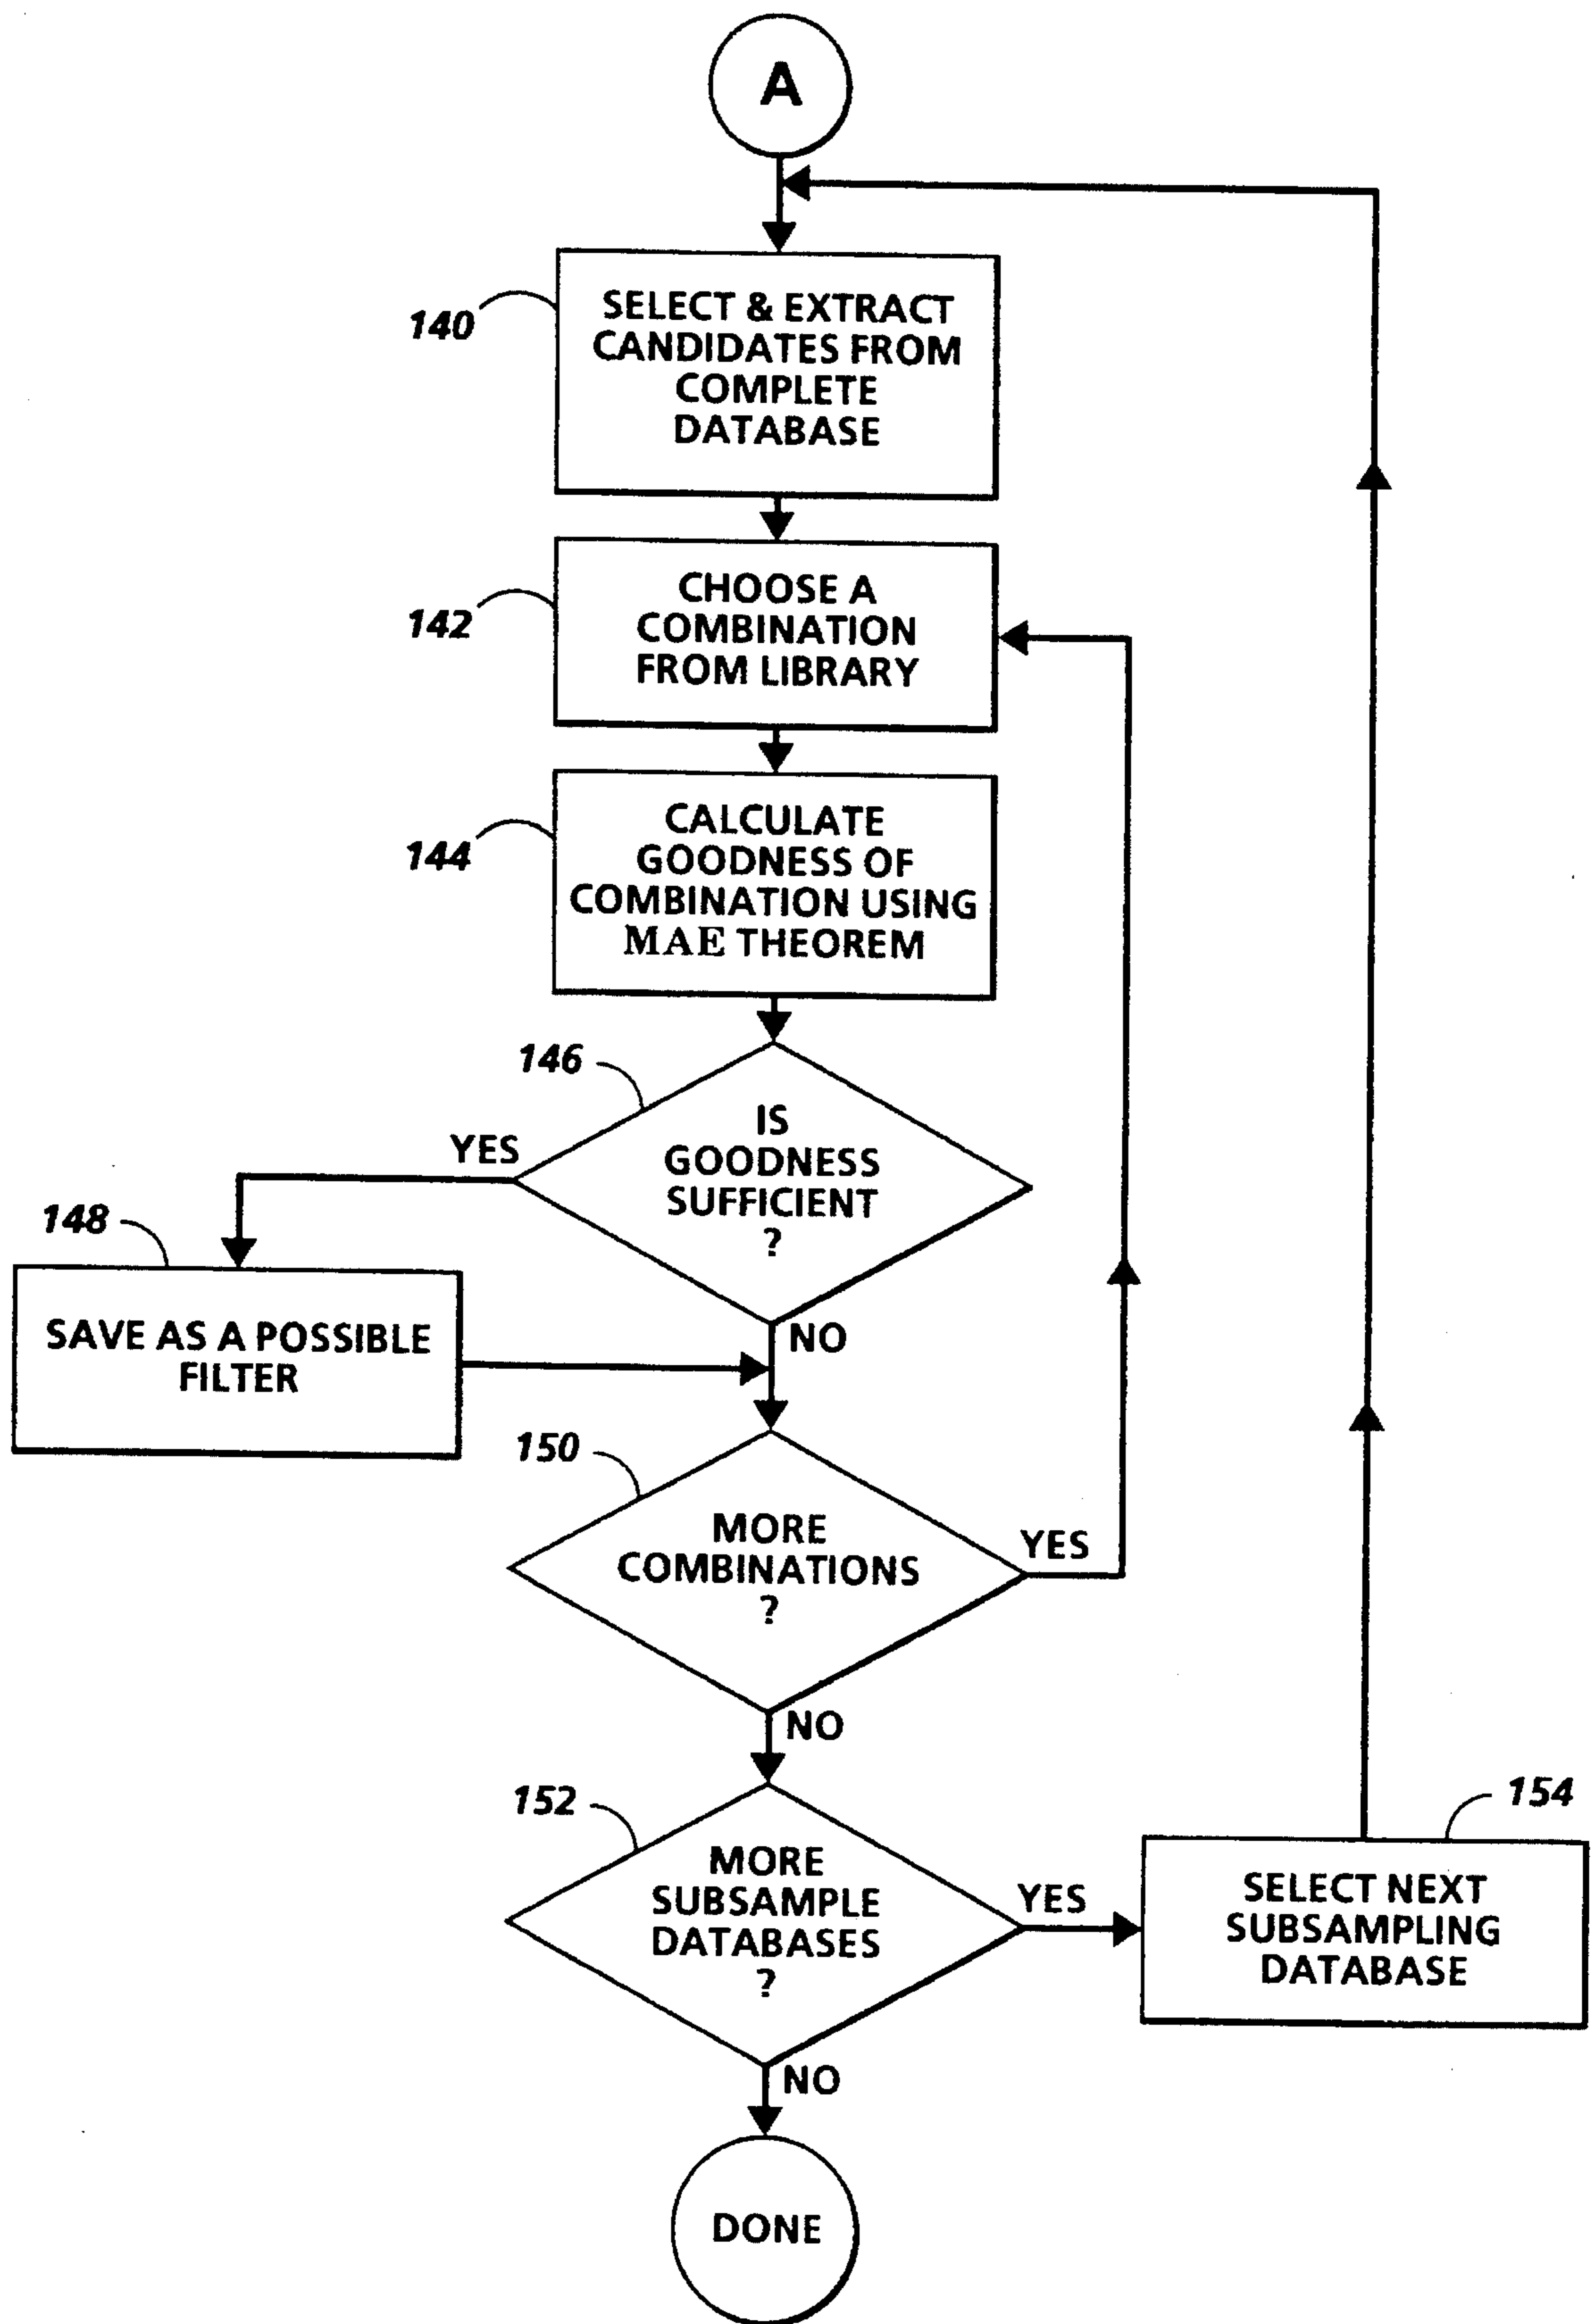 A
140
SELECT & EXTRACT
CANDIDATES FROM
COMPLETE
DATABASE
142
CHOOSE A
COMBINATION
FROM LIBRARY
144
CALCULATE
GOODNESS OF
COMBINATION USING
MAE THEOREM
146
IS
GOODNESS
SUFFICIENT
?
YES
148
SAVE AS A POSSIBLE
FILTER
NO
150
MORE
COMBINATIONS
?
YES
NO
152
MORE
SUBSAMPLE
DATABASES
?
YES
154
SELECT NEXT
SUBSAMPLING
DATABASE
NO
DONE